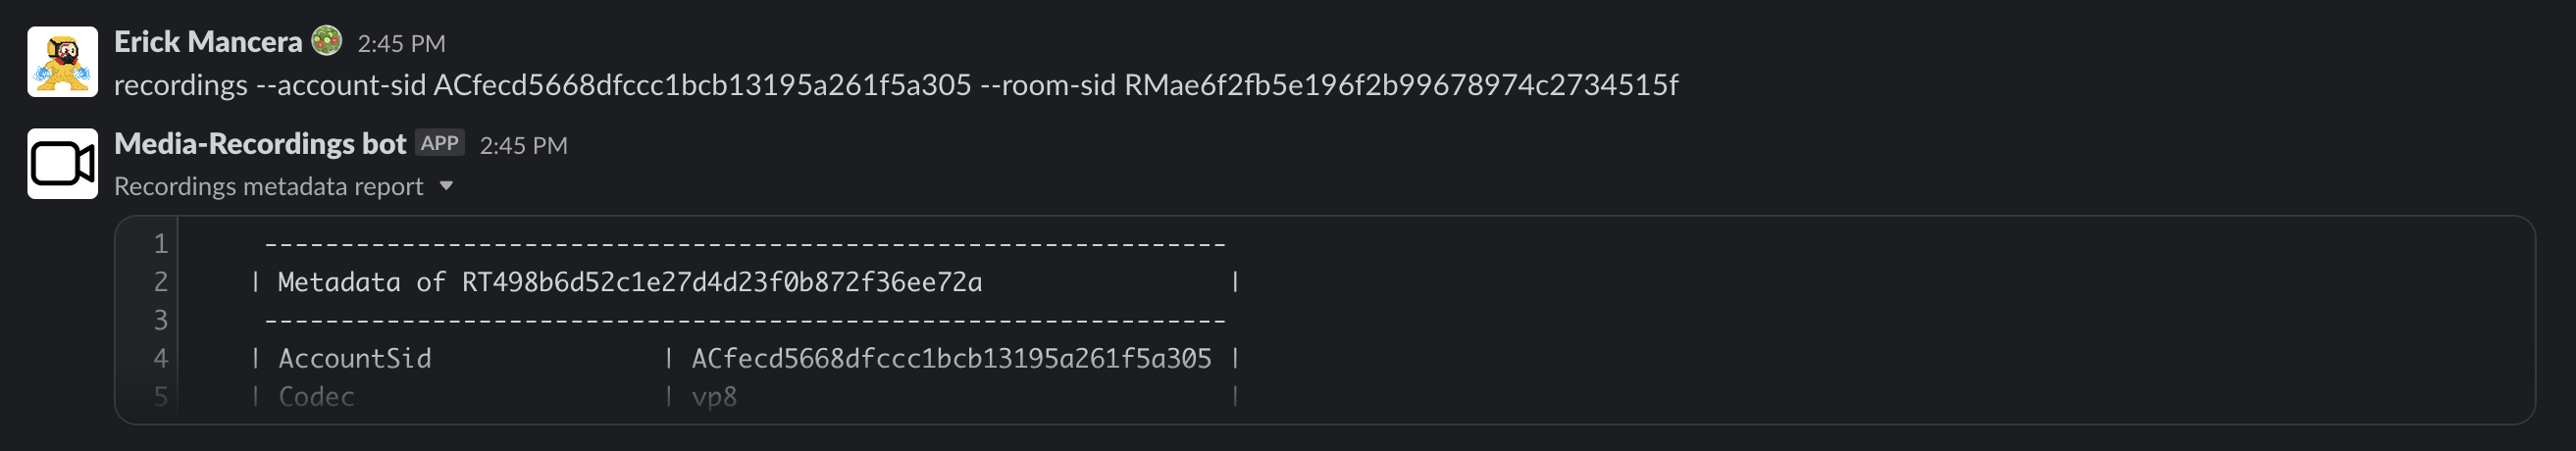 Erick Mancera 2:45 PM
recordings --account-sid ACfecd5668dfccc1bcb13195a261f5a305 --room-sid RMae6f2fb5e196f2b99678974c2734515f
Media-Recordings bot APP 2:45 PM
Recordings metadata report
1 ---------------------------------------------------------------
2 | Metadata of RT498b6d52c1e27d4d23f0b872f36ee72a |
3 ---------------------------------------------------------------
4 | AccountSid | ACfecd5668dfccc1bcb13195a261f5a305 |
5 | Codec | vp8 |